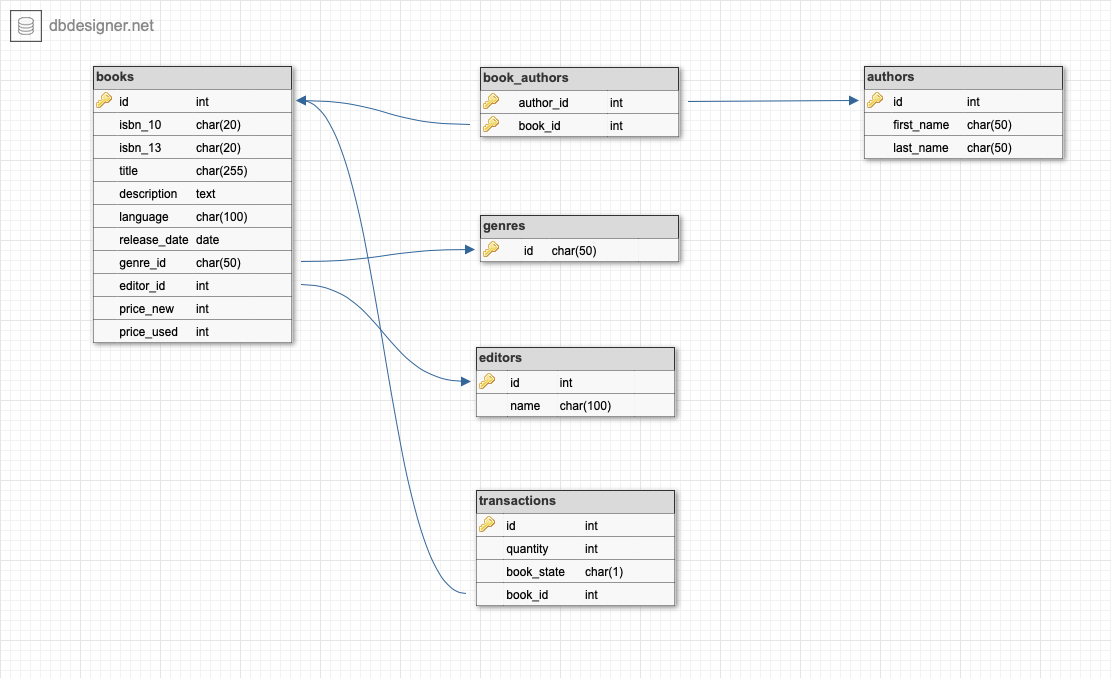 dbdesigner.net
books
id int
isbn_10 char(20)
isbn_13 char(20)
title char(255)
description text
language char(100)
release_date date
genre_id char(50)
editor_id int
price_new int
price_used int
book_authors
author_id int
book_id int
authors
id int
first_name char(50)
last_name char(50)
genres
id char(50)
editors
id int
name char(100)
transactions
id int
quantity int
book_state char(1)
book_id int